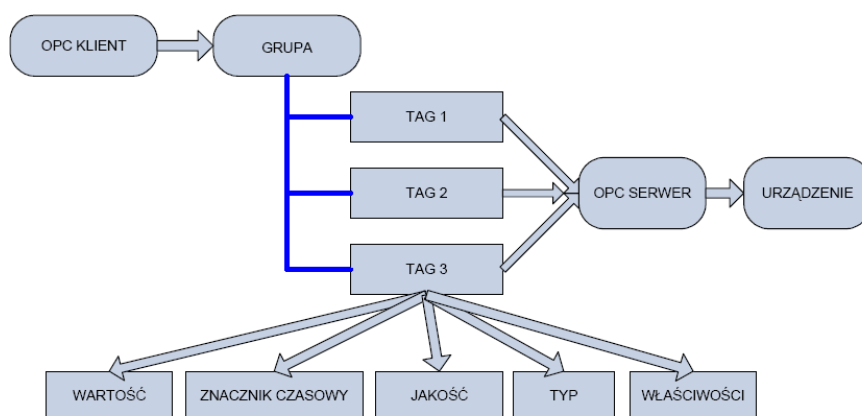 OPC KLIENT
GRUPA
TAG 1
TAG 2
OPC SERWER
URZĄDZENIE
TAG 3
WARTOŚĆ
ZNACZNIK CZASOWY
JAKOŚĆ
TYP
WŁAŚCIWOŚCI